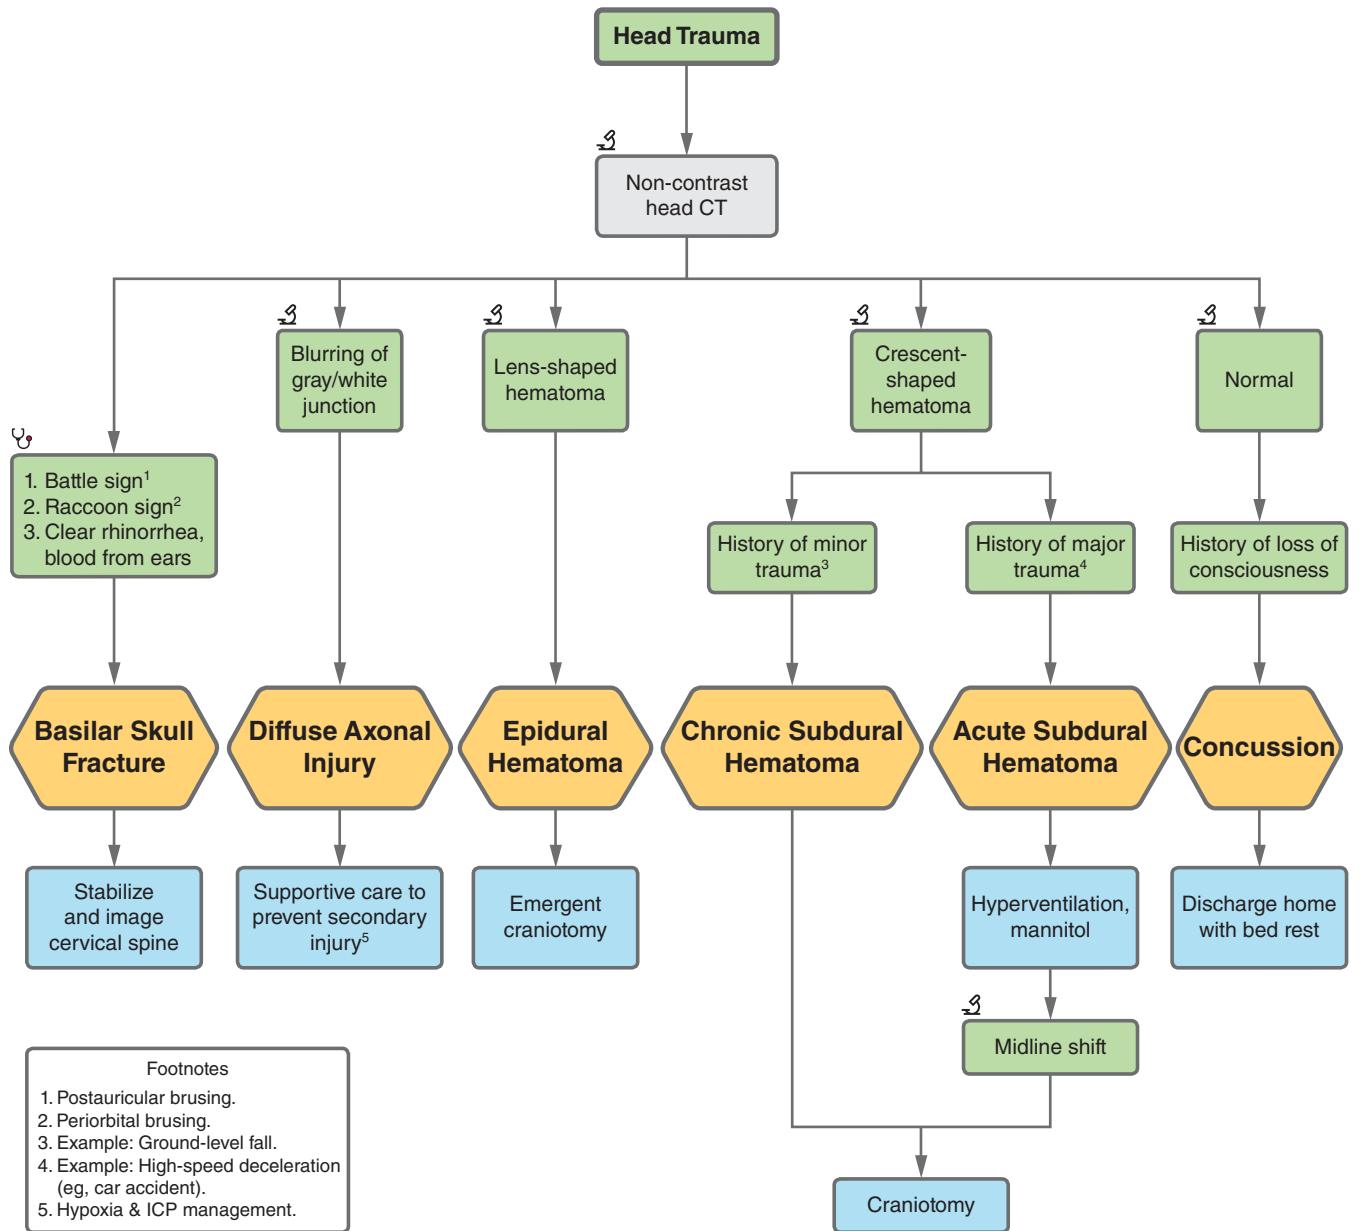 Head Trauma
Non-contrast
head CT
Blurring of
gray/white
junction
Lens-shaped
hematoma
Crescent-
shaped
hematoma
Normal
1. Battle sign¹
2. Raccoon sign²
3. Clear rhinorrhea,
blood from ears
History of minor
trauma³
History of major
trauma⁴
History of loss of
consciousness
Basilar Skull
Fracture
Diffuse Axonal
Injury
Epidural
Hematoma
Chronic Subdural
Hematoma
Acute Subdural
Hematoma
Concussion
Stabilize
and image
cervical spine
Supportive care to
prevent secondary
injury⁵
Emergent
craniotomy
Hyperventilation,
mannitol
Discharge home
with bed rest
Midline shift
Craniotomy
Footnotes
1. Postauricular brusing.
2. Periorbital brusing.
3. Example: Ground-level fall.
4. Example: High-speed deceleration
(eg, car accident).
5. Hypoxia & ICP management.